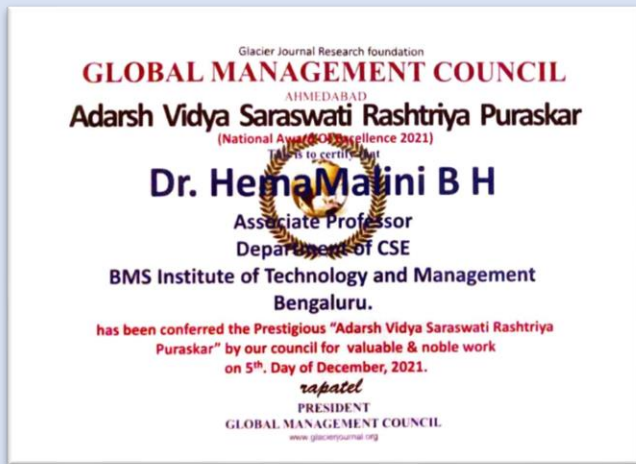 Glacier Journal Research foundation
GLOBAL MANAGEMENT COUNCIL
AHMEDABAD
Adarsh Vidya Saraswati Rashtriya Puraskar
(National Award Of Excellence 2021)
This is to certify that
Dr. HemaMalini B H
Associate Professor
Department of CSE
BMS Institute of Technology and Management
Bengaluru.
has been conferred the Prestigious “Adarsh Vidya Saraswati Rashtriya
Puraskar” by our council for valuable & noble work
on 5th. Day of December, 2021.
rapatel
PRESIDENT
GLOBAL MANAGEMENT COUNCIL
www.glacierjournal.org